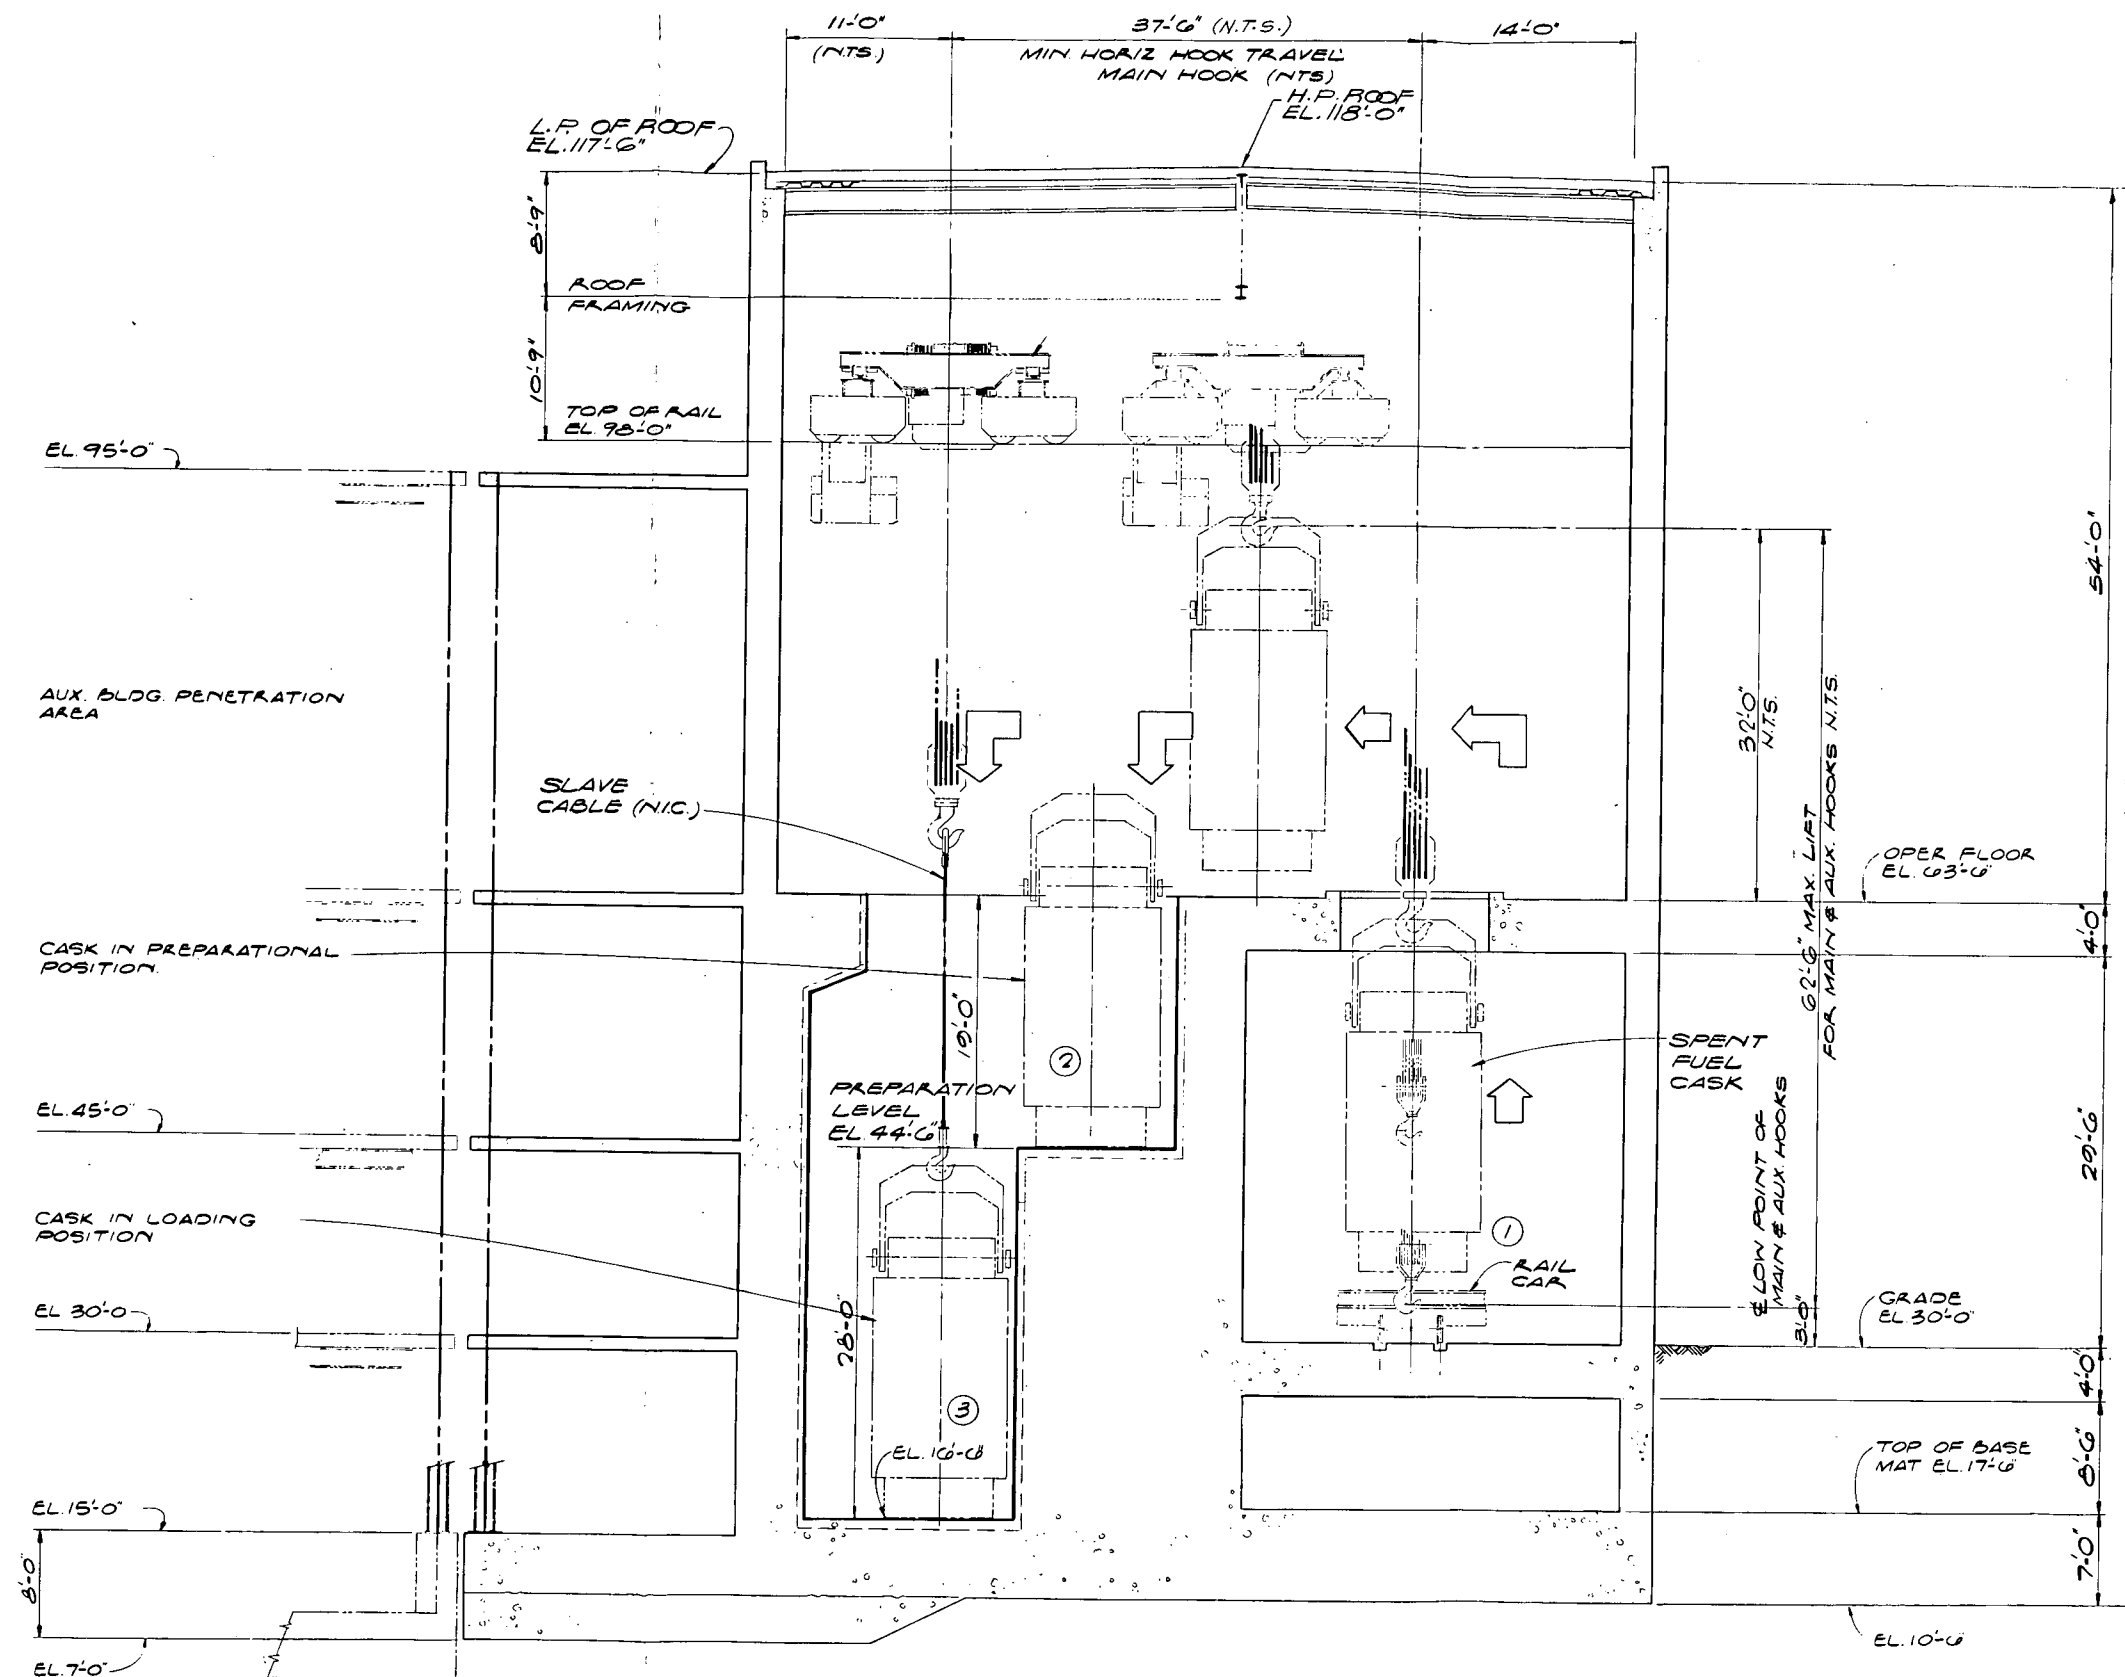 11'-0"
(N.T.S.)
37'-6" (N.T.S.)
MIN. HORIZ HOOK TRAVEL
MAIN HOOK (NTS)
14'-0"
H.P. ROOF
EL. 118'-0"
L.P. OF ROOF
EL. 117'-6"
8'-9"
ROOF
FRAMING
10'-9"
TOP OF RAIL
EL. 98'-0"
EL. 95'-0"
54'-0"
AUX. BLDG. PENETRATION
AREA
32'-0"
N.T.S.
62'-6" MAX. LIFT
FOR MAIN & AUX. HOOKS N.T.S.
SLAVE
CABLE (N.I.C.)
OPER FLOOR
EL. 63'-6"
4'-0"
CASK IN PREPARATIONAL
POSITION.
19'-0"
2
SPENT
FUEL
CASK
PREPARATION
LEVEL
EL. 44'-6"
EL. 45'-0"
29'-6"
℄ LOW POINT OF
MAIN & AUX. HOOKS
CASK IN LOADING
POSITION
1
RAIL
CAR
3'-0"
GRADE
EL. 30'-0"
EL 30'-0
28'-0"
4'-0"
3
EL. 16'-6"
8'-6"
TOP OF BASE
MAT EL. 17'-6"
EL. 15'-0"
8'-0"
7'-0"
EL. 10'-6
EL. 7'-0"